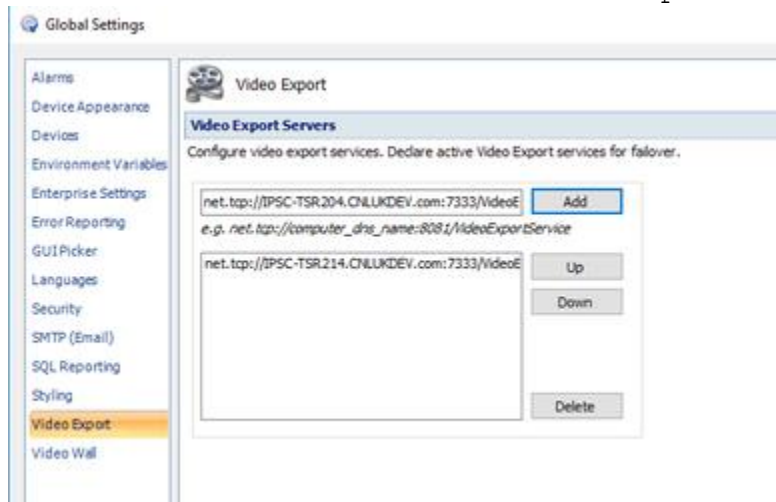 Global Settings
Alarms
Device Appearance
Devices
Environment Variables
Enterprise Settings
Error Reporting
GUI Picker
Languages
Security
SMTP (Email)
SQL Reporting
Styling
Video Export
Video Wall
Video Export
Video Export Servers
Configure video export services. Declare active Video Export services for failover.
net.tcp://IPSC-TSR204.CNLUKDEV.com:7333/VideoE
Add
e.g. net.tcp://computer_dns_name:8081/VideoExportService
net.tcp://IPSC-TSR214.CNLUKDEV.com:7333/VideoE
Up
Down
Delete